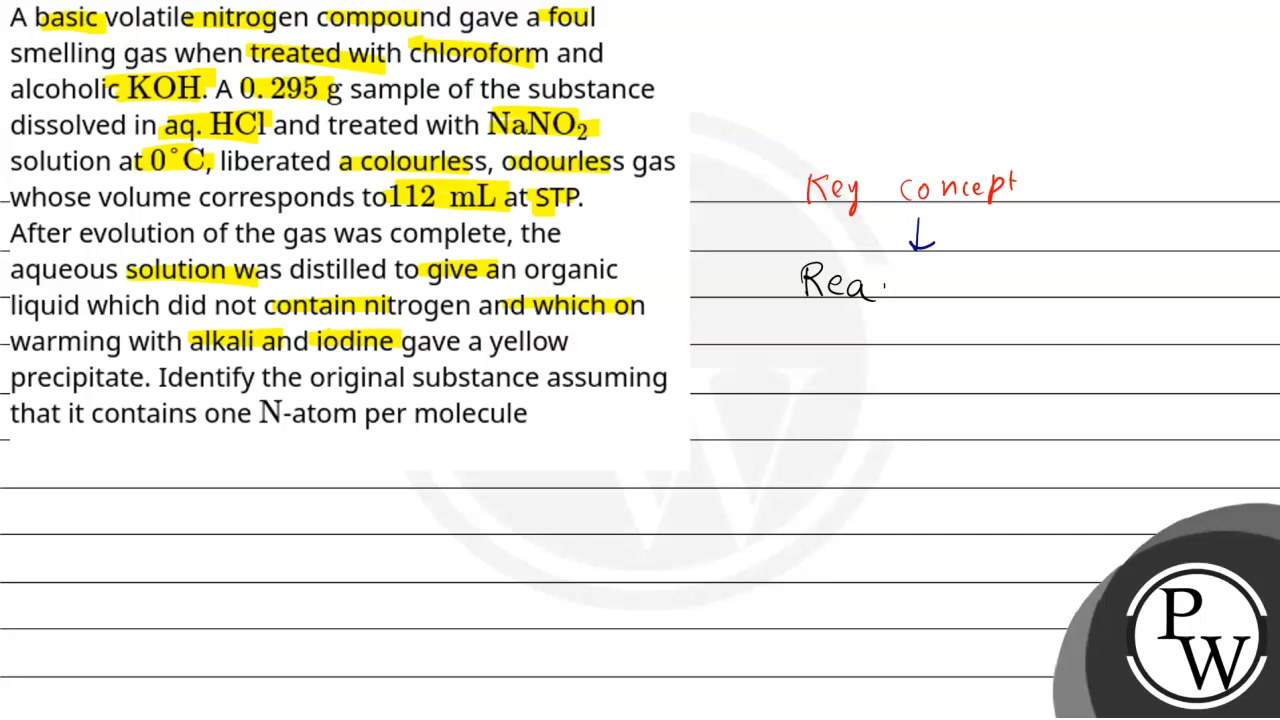 A basic volatile nitrogen compound gave a foul
smelling gas when treated with chloroform and
alcoholic KOH. A 0.295 g sample of the substance
dissolved in aq. HCl and treated with NaNO₂
solution at 0°C, liberated a colourless, odourless gas
whose volume corresponds to 112 mL at STP.
After evolution of the gas was complete, the
aqueous solution was distilled to give an organic
liquid which did not contain nitrogen and which on
warming with alkali and iodine gave a yellow
precipitate. Identify the original substance assuming
that it contains one N-atom per molecule
Key concept
↓
Rea
P
W